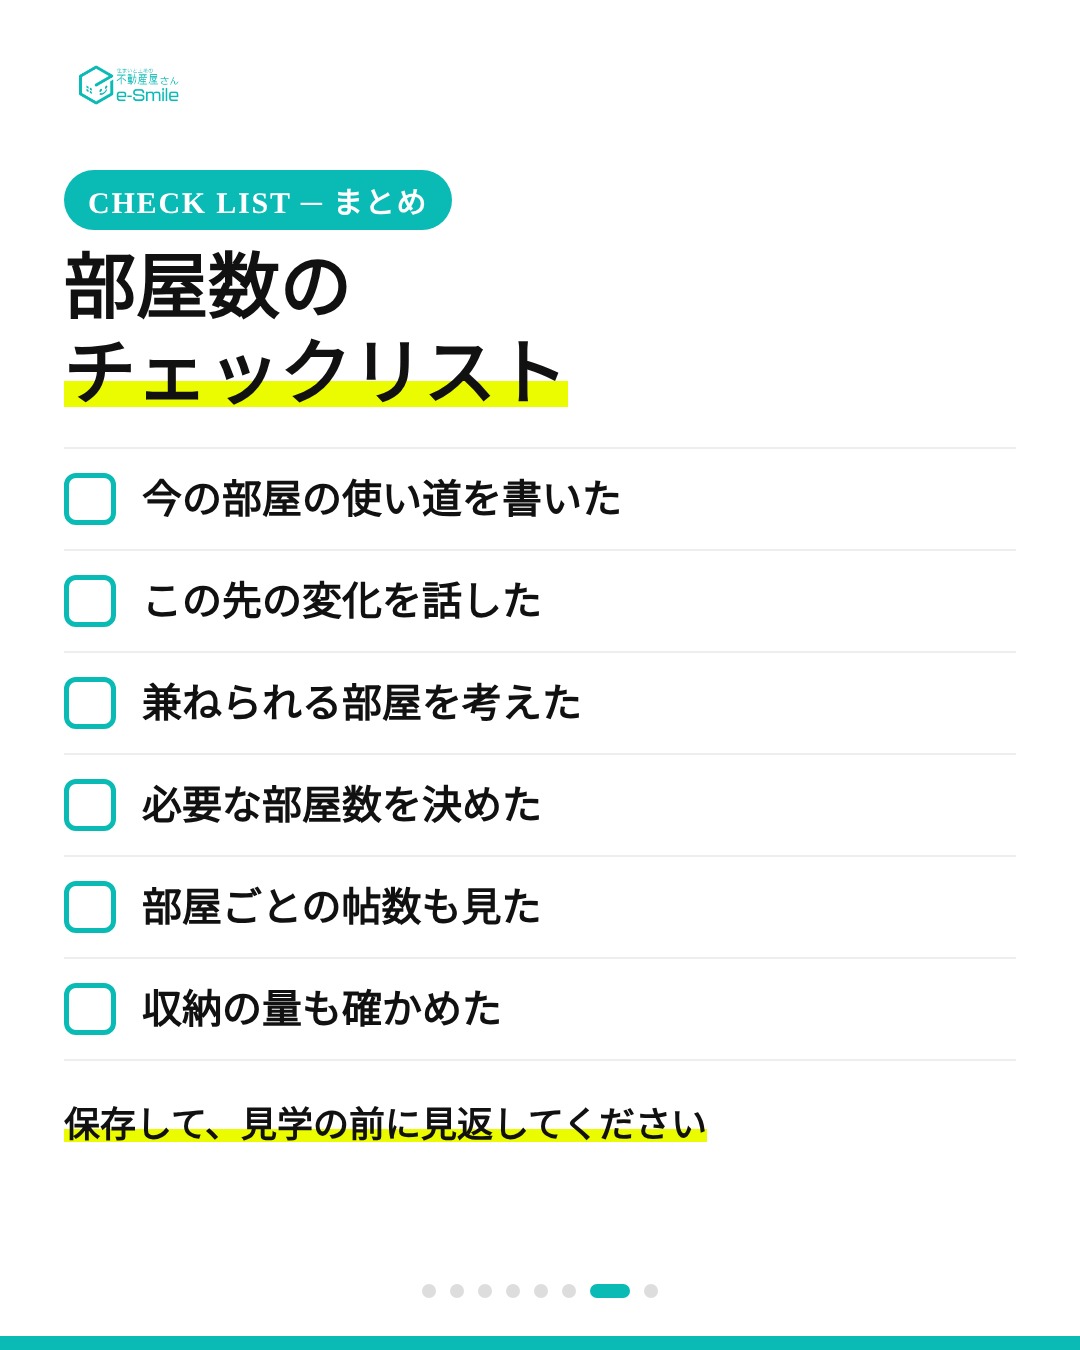 不動産屋さん
e-Smile
CHECK LIST — まとめ
部屋数の
チェックリスト
今の部屋の使い道を書いた
この先の変化を話した
兼ねられる部屋を考えた
必要な部屋数を決めた
部屋ごとの帖数も見た
収納の量も確かめた
保存して、見学の前に見返してください